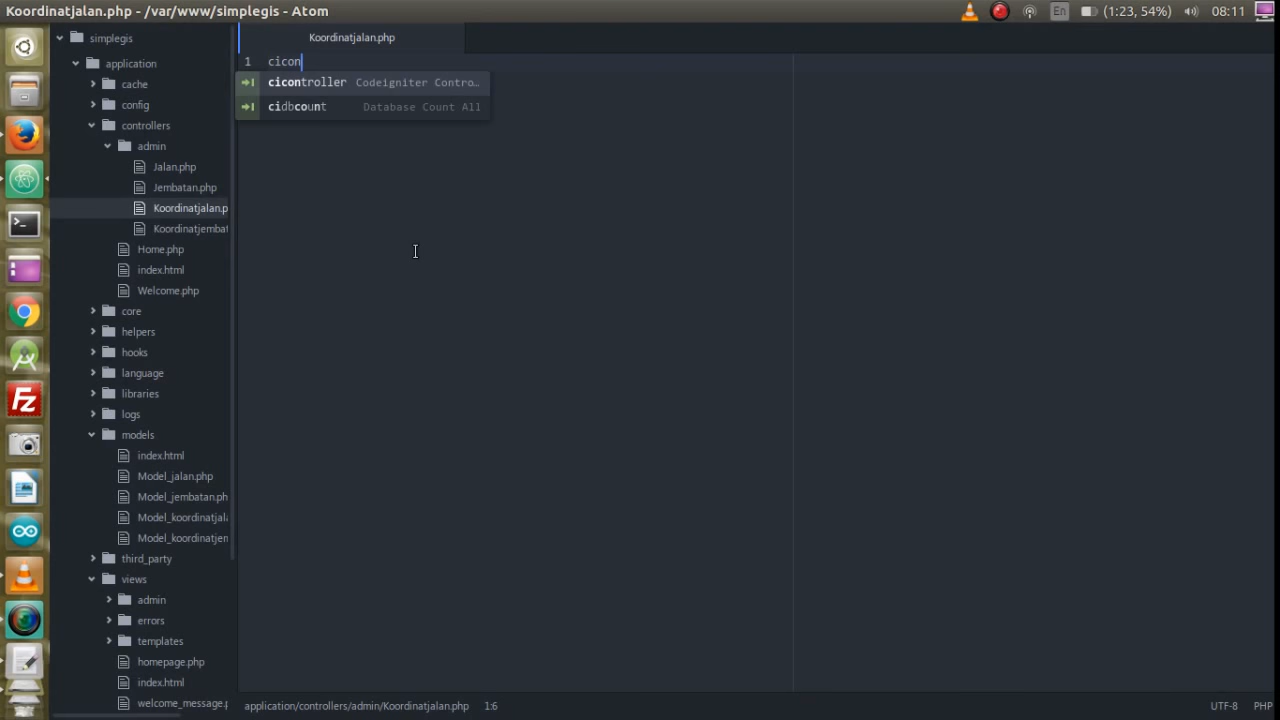 Koordinatjalan.php - /var/www/simplegis - Atom
En
(1:23, 54%)
08:11
simplegis
application
cache
config
controllers
admin
Jalan.php
Jembatan.php
Koordinatjalan.p
Koordinatjembat
Home.php
index.html
Welcome.php
core
helpers
hooks
language
libraries
logs
models
index.html
Model_jalan.php
Model_jembatan.ph
Model_koordinatjala
Model_koordinatjen
third_party
views
admin
errors
templates
homepage.php
index.html
welcome_message.p
Koordinatjalan.php
1 cicon
cicontroller Codeigniter Contro…
cidbcount Database Count All
application/controllers/admin/Koordinatjalan.php 1:6
UTF-8 PHP
Fz